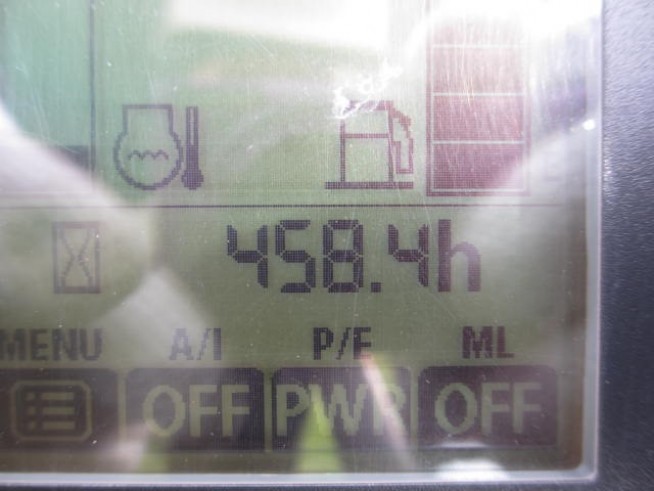 458.4h
MENU A/I P/E ML
OFF PWR OFF